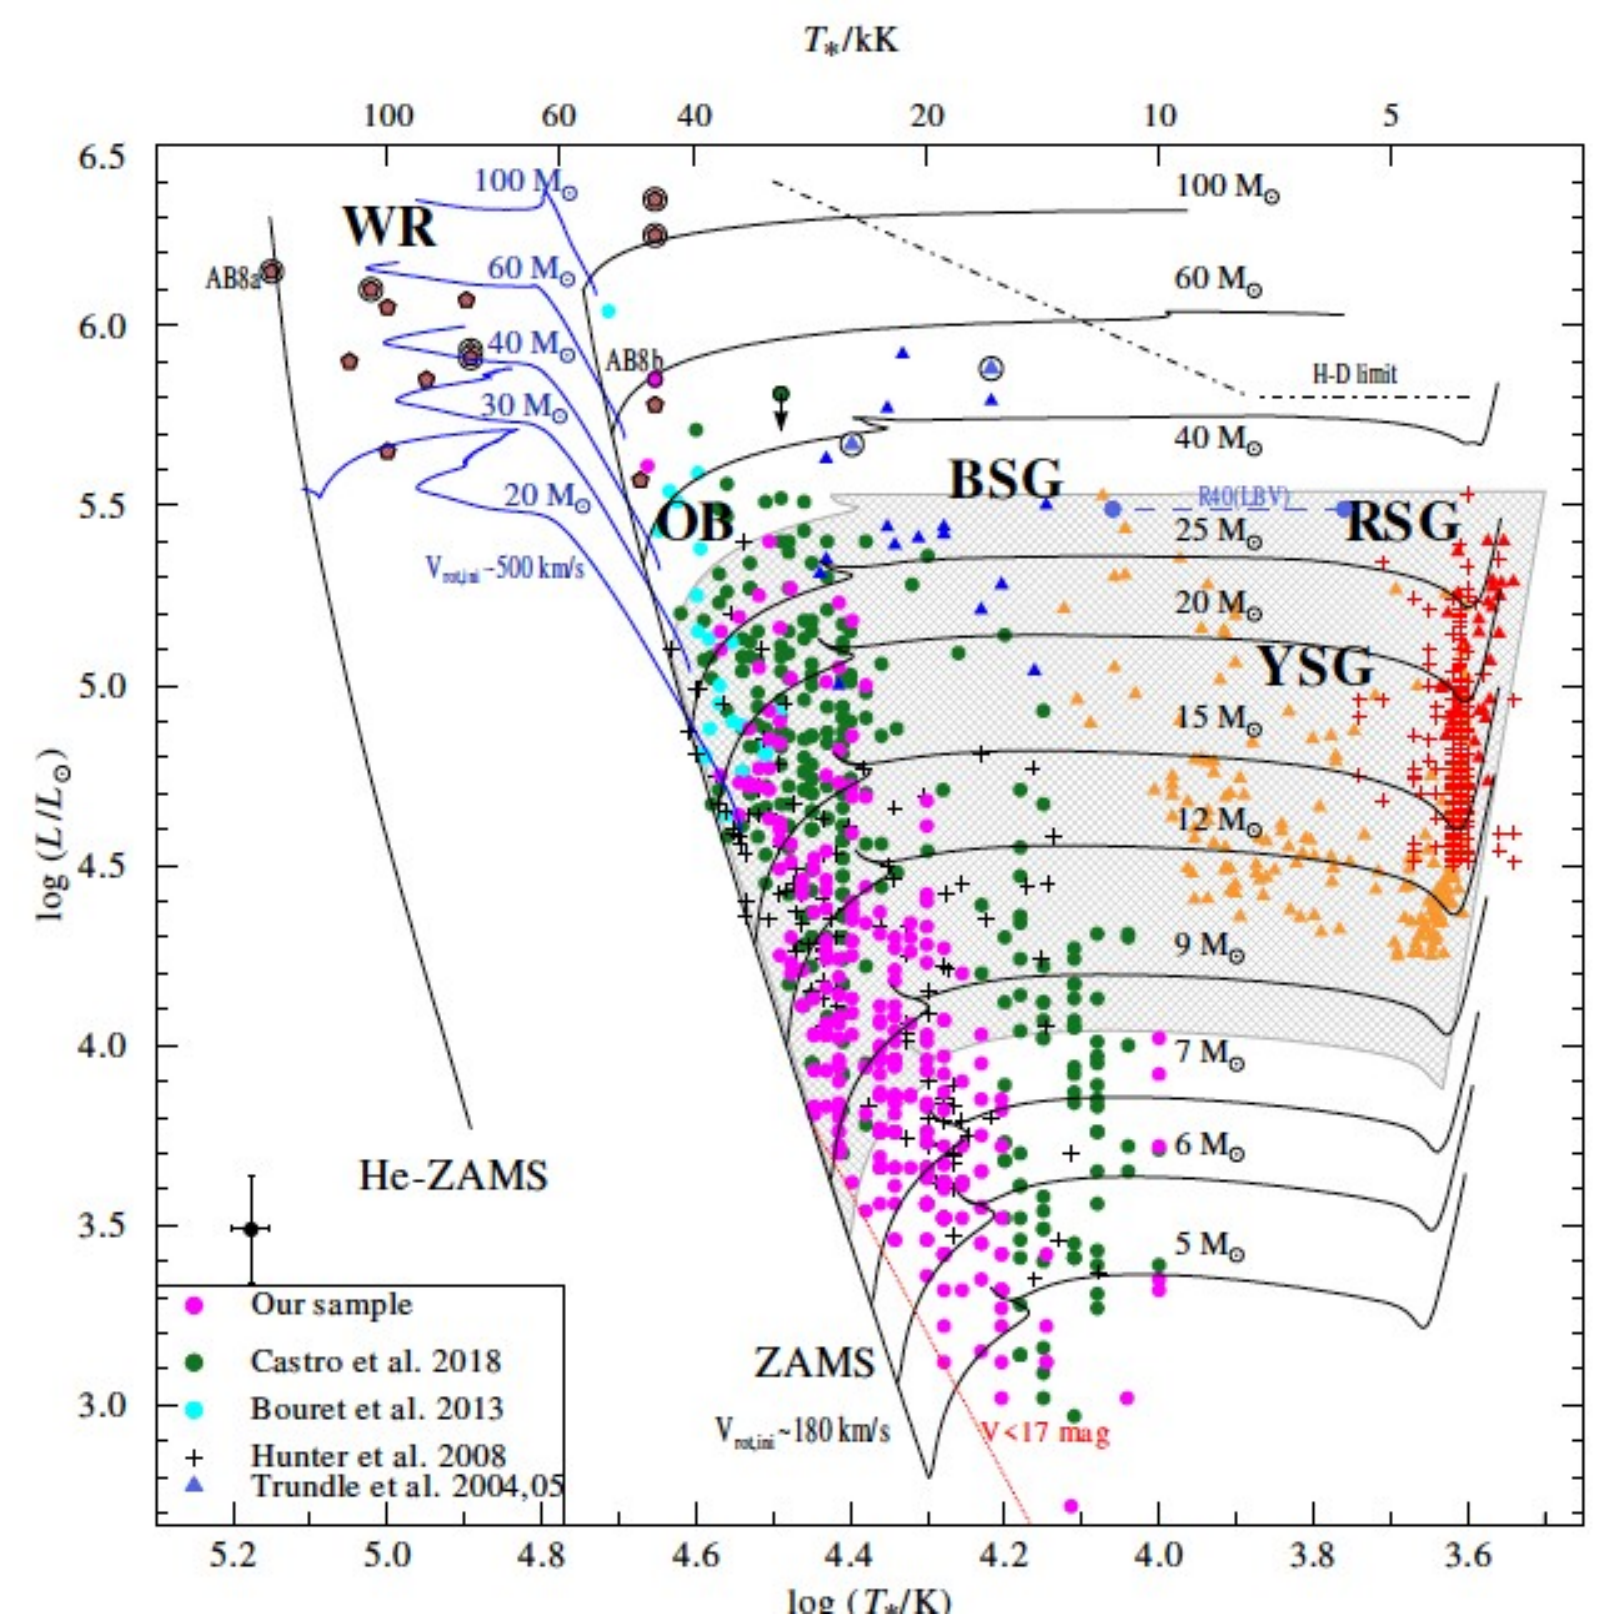 T*/kK
100 60 40 20 10 5
6.5
6.0
5.5
5.0
4.5
4.0
3.5
3.0
log (L/L⊙)
100 M⊙
WR
60 M⊙
AB8a
40 M⊙
30 M⊙
20 M⊙
Vrot,ini~500 km/s
100 M⊙
60 M⊙
AB8b
H-D limit
40 M⊙
BSG
R40(LBV)
OB
25 M⊙
RSG
20 M⊙
YSG
15 M⊙
12 M⊙
9 M⊙
7 M⊙
6 M⊙
5 M⊙
He-ZAMS
ZAMS
Vrot,ini~180 km/s
V<17 mag
Our sample
Castro et al. 2018
Bouret et al. 2013
Hunter et al. 2008
Trundle et al. 2004,05
5.2 5.0 4.8 4.6 4.4 4.2 4.0 3.8 3.6
log (T*/K)